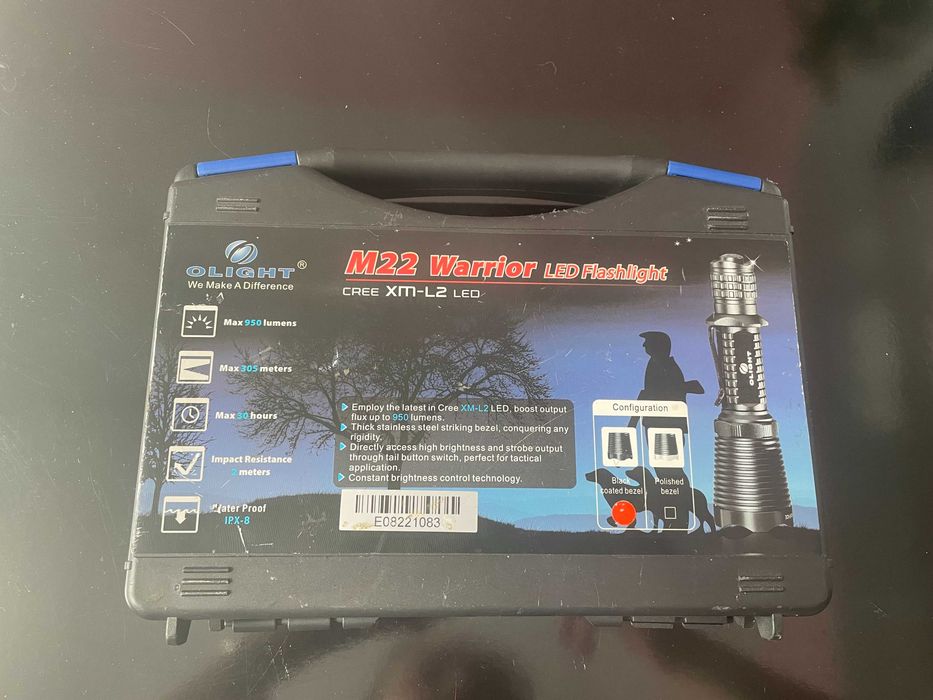 OLIGHT®
We Make A Difference
M22 Warrior LED Flashlight
CREE XM-L2 LED
Max 950 lumens
Max 305 meters
Max 30 hours
Impact Resistance
2 meters
Water Proof
IPX-8
Employ the latest in Cree XM-L2 LED, boost output
flux up to 950 lumens.
Thick stainless steel striking bezel, conquering any
rigidity.
Directly access high brightness and strobe output
through tail button switch, perfect for tactical
application.
Constant brightness control technology.
E08221083
Configuration
Black
coated bezel
Polished
bezel
OLIGHT